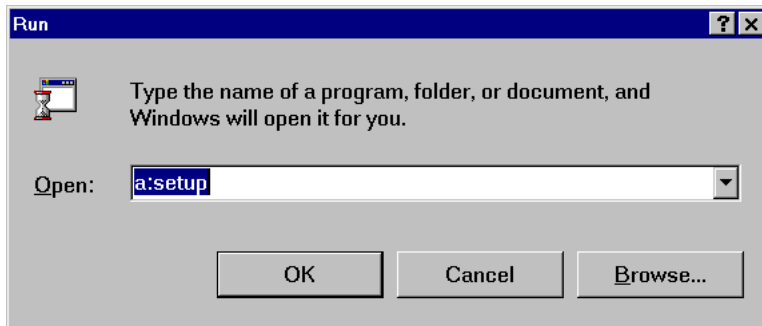 Run
Type the name of a program, folder, or document, and
Windows will open it for you.
Open: a:setup
OK Cancel Browse...